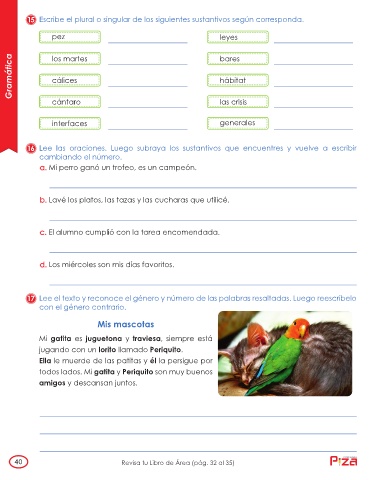 Gramática
15 Escribe el plural o singular de los siguientes sustantivos según corresponda.
pez
leyes
los martes
bares
cálices
hábitat
cántaro
las crisis
interfaces
generales
16 Lee las oraciones. Luego subraya los sustantivos que encuentres y vuelve a escribir
cambiando el número.
a. Mi perro ganó un trofeo, es un campeón.
b. Lavé los platos, las tazas y las cucharas que utilicé.
c. El alumno cumplió con la tarea encomendada.
d. Los miércoles son mis días favoritos.
17 Lee el texto y reconoce el género y número de las palabras resaltadas. Luego reescríbelo
con el género contrario.
Mis mascotas
Mi gatita es juguetona y traviesa, siempre está
jugando con un lorito llamado Periquito.
Ella le muerde de las patitas y él la persigue por
todos lados. Mi gatita y Periquito son muy buenos
amigos y descansan juntos.
40
Revisa tu Libro de Área (pág. 32 al 35)